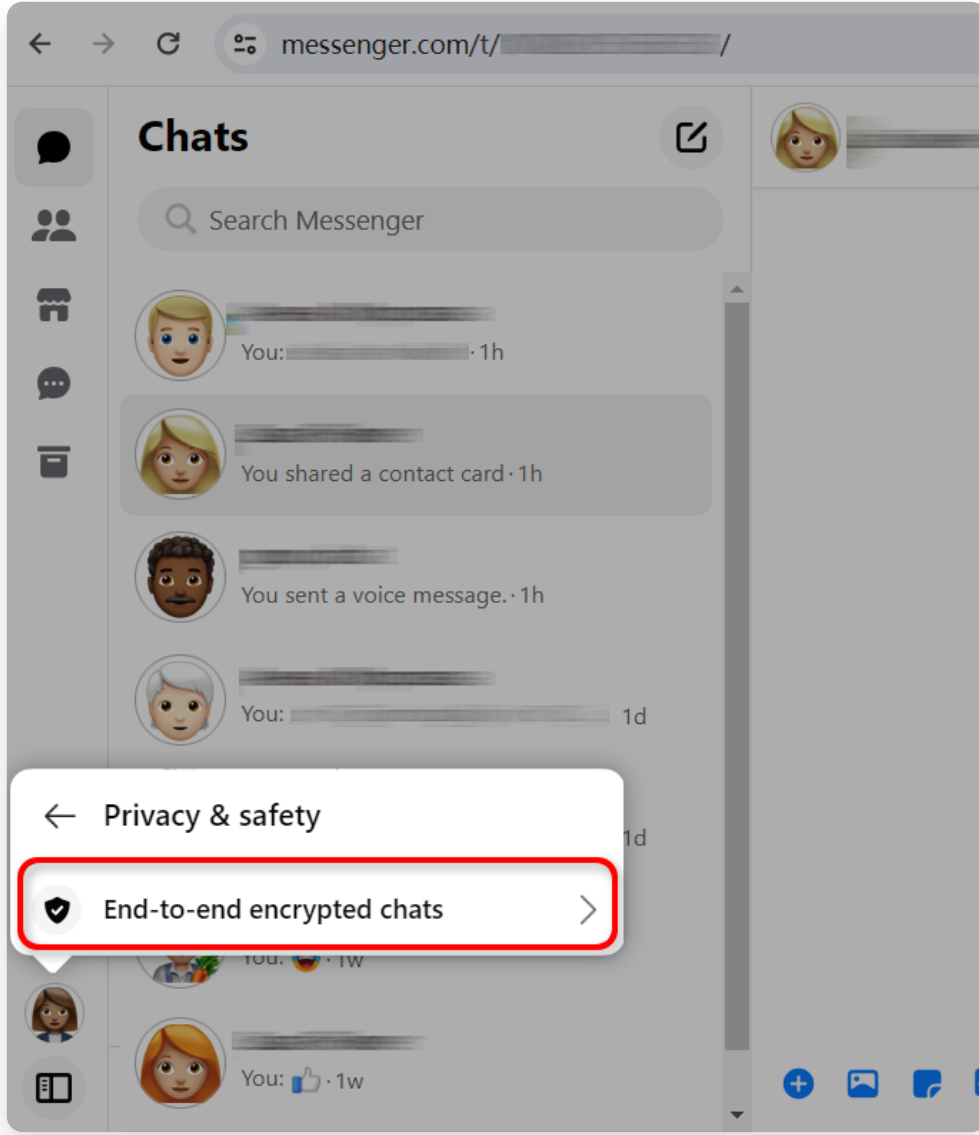 messenger.com/t/ /
Chats
Search Messenger
You: · 1h
You shared a contact card · 1h
You sent a voice message. · 1h
You: 1d
Privacy & safety
1d
End-to-end encrypted chats
You: 🤣 · 1w
You: 👍 · 1w